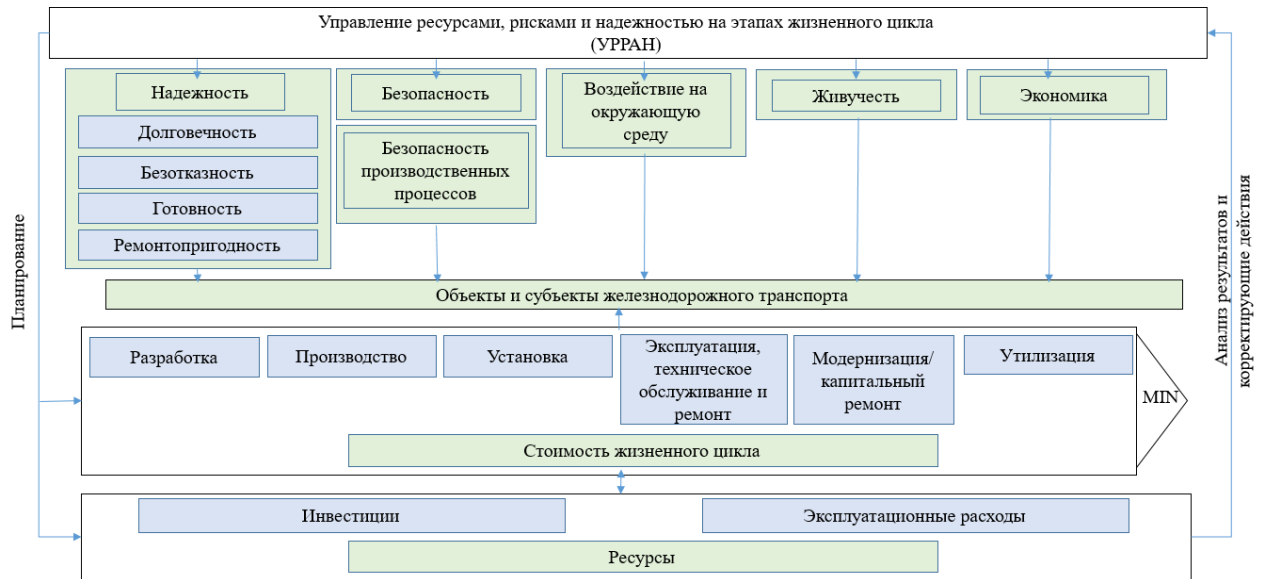 Управление ресурсами, рисками и надежностью на этапах жизненного цикла
(УРРАН)
Надежность
Долговечность
Безотказность
Готовность
Ремонтопригодность
Безопасность
Безопасность
производственных
процессов
Воздействие на
окружающую
среду
Живучесть
Экономика
Планирование
Анализ результатов и
корректирующие действия
Объекты и субъекты железнодорожного транспорта
Разработка
Производство
Установка
Эксплуатация,
техническое
обслуживание и
ремонт
Модернизация/
капитальный
ремонт
Утилизация
MIN
Стоимость жизненного цикла
Инвестиции
Эксплуатационные расходы
Ресурсы